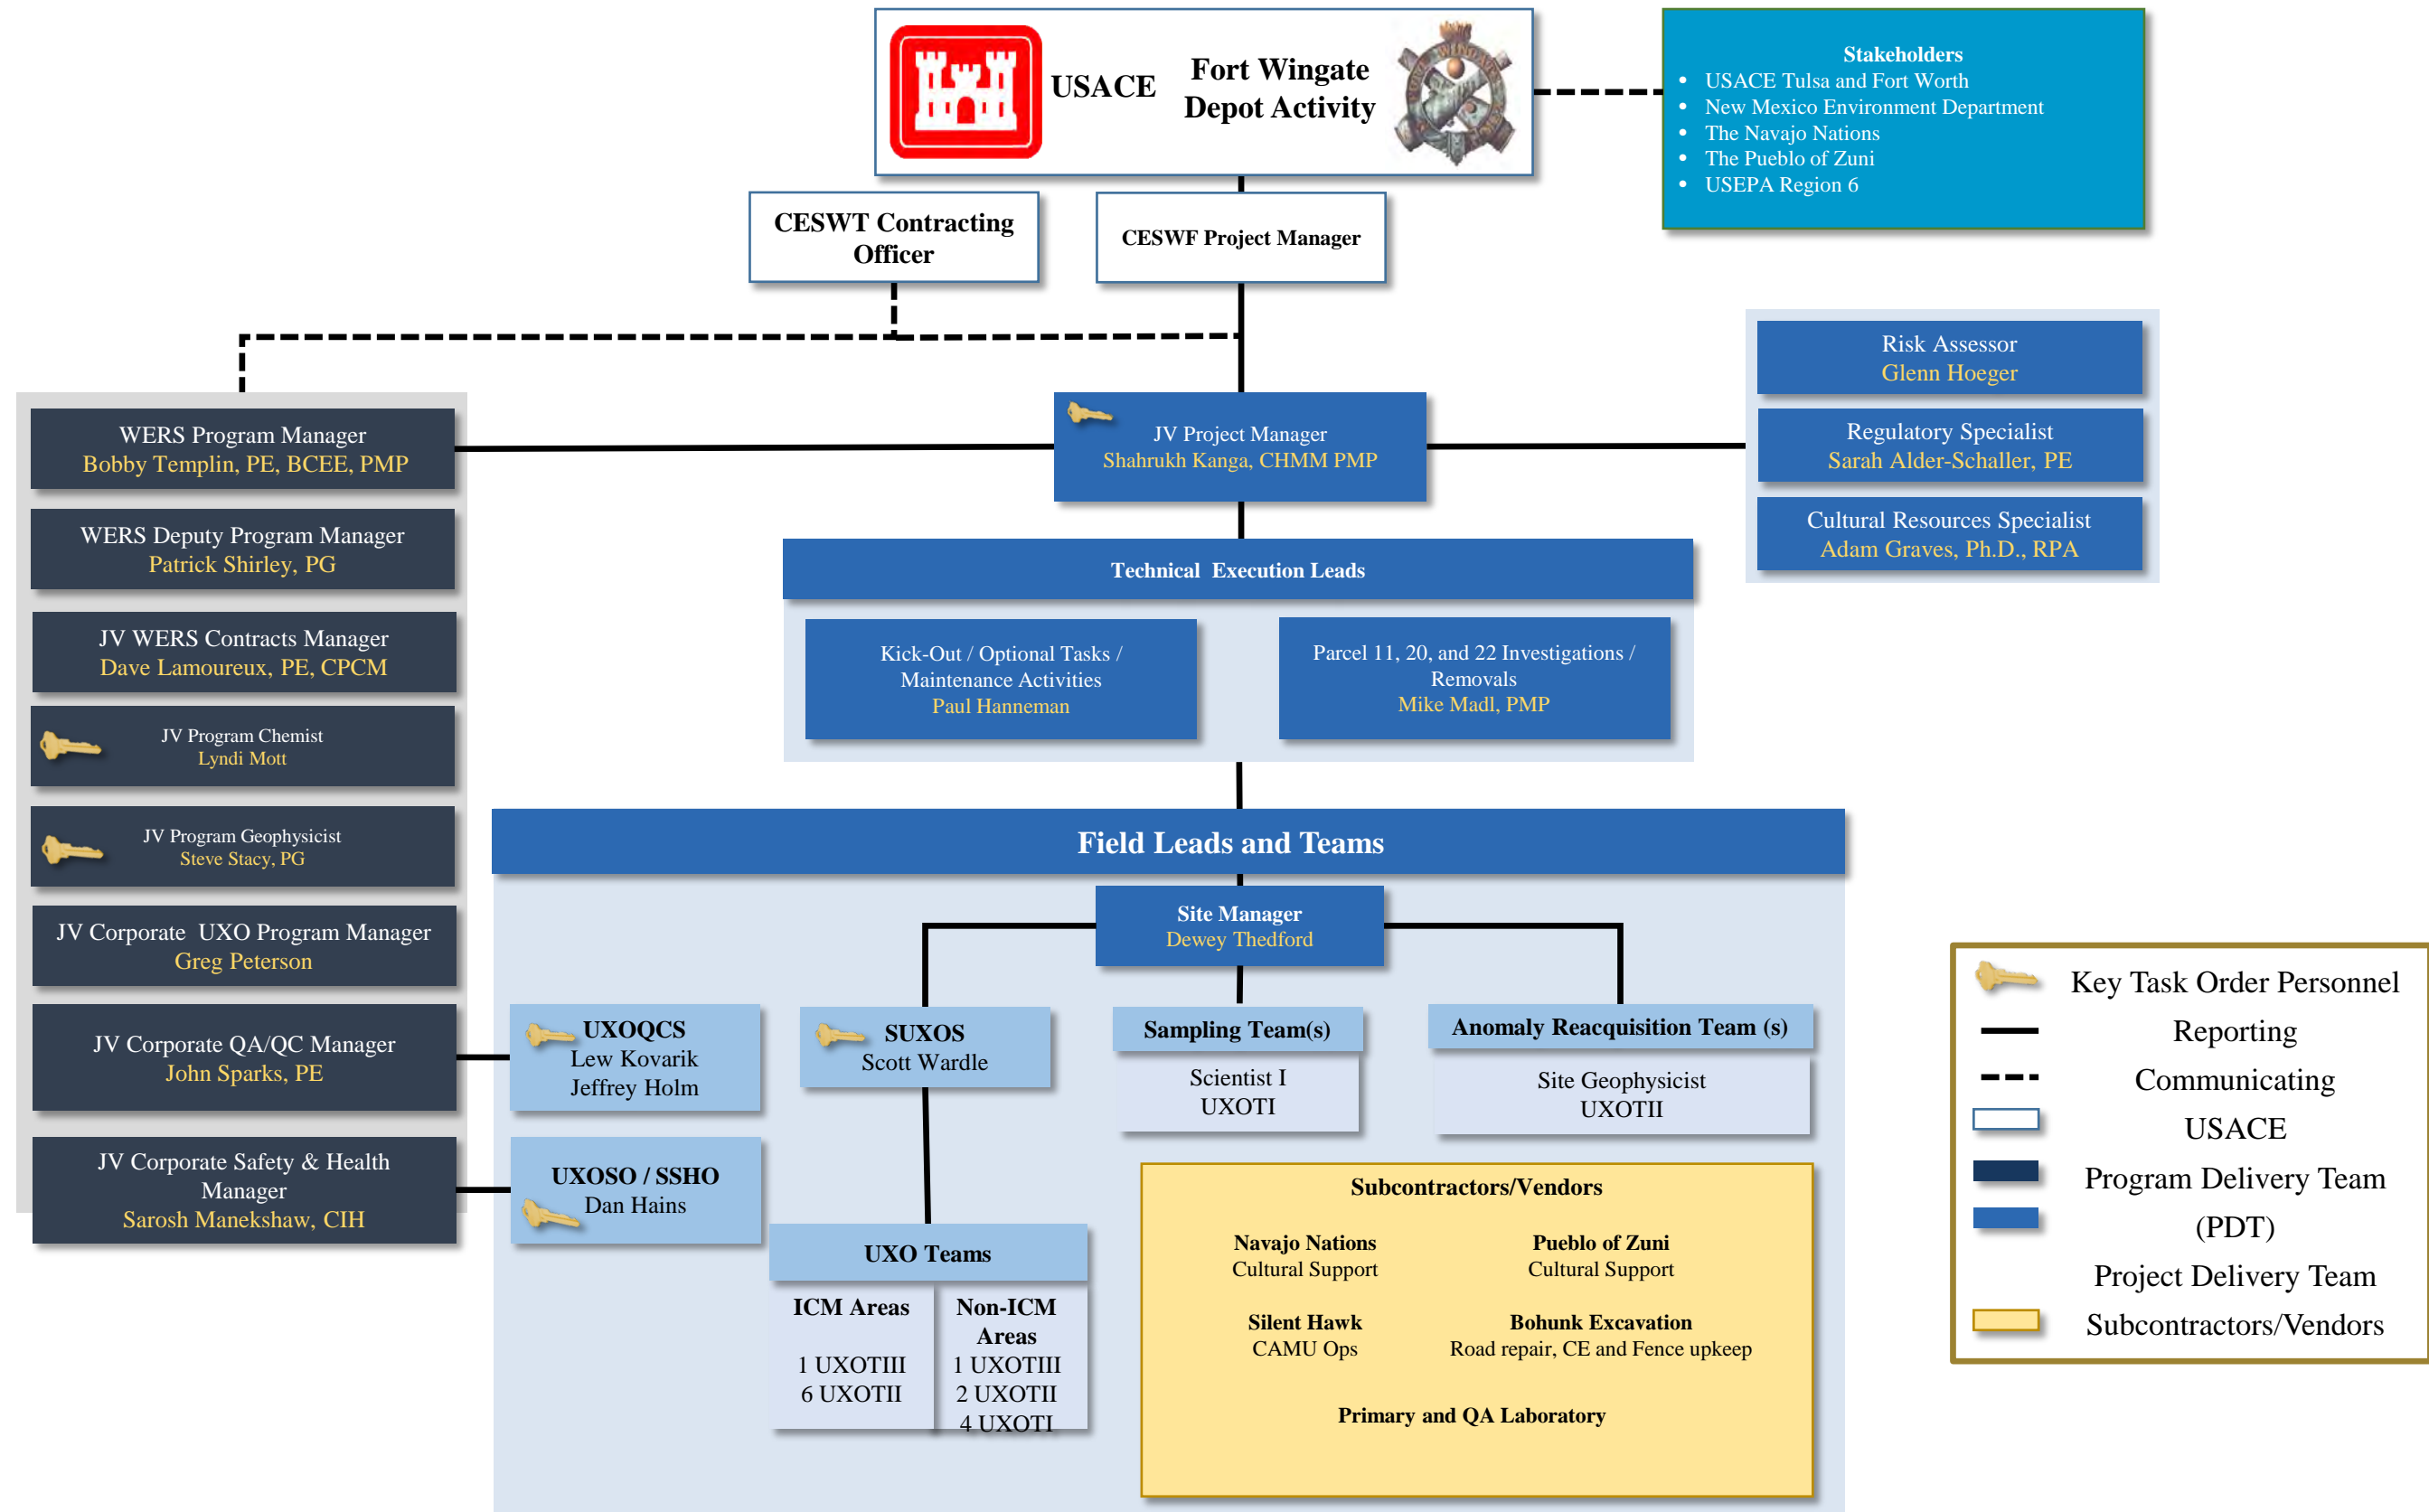 USACE
Fort Wingate
Depot Activity
Stakeholders
• USACE Tulsa and Fort Worth
• New Mexico Environment Department
• The Navajo Nations
• The Pueblo of Zuni
• USEPA Region 6
CESWT Contracting
Officer
CESWF Project Manager
WERS Program Manager
Bobby Templin, PE, BCEE, PMP
WERS Deputy Program Manager
Patrick Shirley, PG
JV WERS Contracts Manager
Dave Lamoureux, PE, CPCM
JV Program Chemist
Lyndi Mott
JV Program Geophysicist
Steve Stacy, PG
JV Corporate UXO Program Manager
Greg Peterson
JV Corporate QA/QC Manager
John Sparks, PE
JV Corporate Safety & Health
Manager
Sarosh Manekshaw, CIH
JV Project Manager
Shahrukh Kanga, CHMM PMP
Risk Assessor
Glenn Hoeger
Regulatory Specialist
Sarah Alder-Schaller, PE
Cultural Resources Specialist
Adam Graves, Ph.D., RPA
Technical Execution Leads
Kick-Out / Optional Tasks /
Maintenance Activities
Paul Hanneman
Parcel 11, 20, and 22 Investigations /
Removals
Mike Madl, PMP
Field Leads and Teams
Site Manager
Dewey Thedford
UXOQCS
Lew Kovarik
Jeffrey Holm
UXOSO / SSHO
Dan Hains
SUXOS
Scott Wardle
UXO Teams
ICM Areas
1 UXOTIII
6 UXOTII
Non-ICM
Areas
1 UXOTIII
2 UXOTII
4 UXOTI
Sampling Team(s)
Scientist I
UXOTI
Anomaly Reacquisition Team (s)
Site Geophysicist
UXOTII
Subcontractors/Vendors
Navajo Nations
Cultural Support
Pueblo of Zuni
Cultural Support
Silent Hawk
CAMU Ops
Bohunk Excavation
Road repair, CE and Fence upkeep
Primary and QA Laboratory
Key Task Order Personnel
Reporting
Communicating
USACE
Program Delivery Team
(PDT)
Project Delivery Team
Subcontractors/Vendors